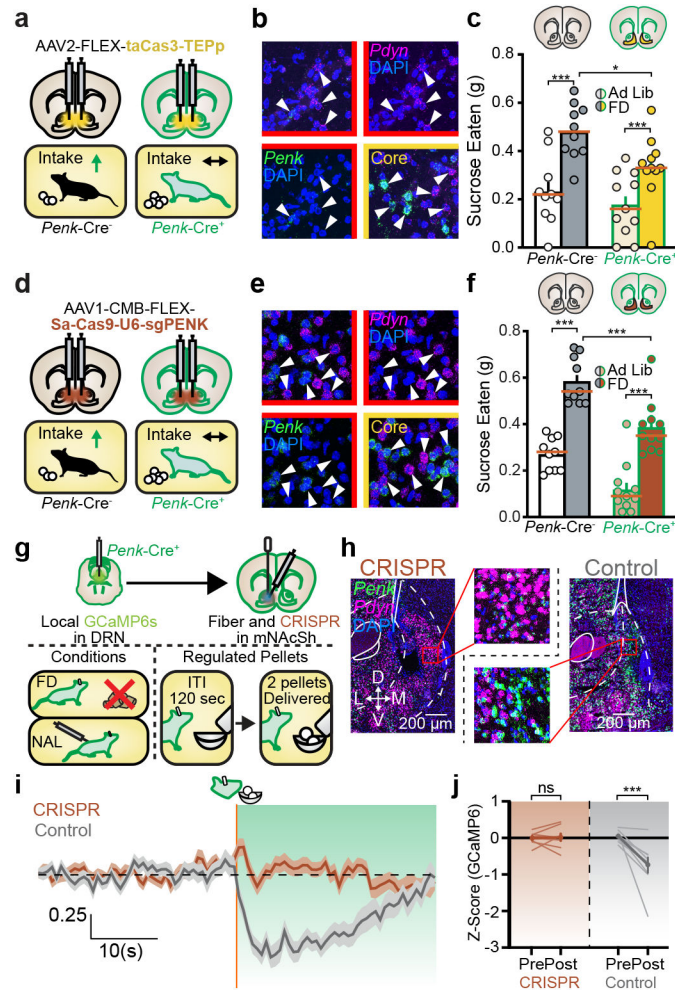 a
AAV2-FLEX-taCas3-TEPp
Intake
Intake
Penk-Cre-
Penk-Cre+
b
Pdyn
DAPI
Pdyn
DAPI
Penk
DAPI
Core
c
Sucrose Eaten (g)
0.8
0.6
0.4
0.2
0.0
***
*
***
Ad Lib
FD
Penk-Cre-
Penk-Cre+
d
AAV1-CMB-FLEX-
Sa-Cas9-U6-sgPENK
Intake
Intake
Penk-Cre-
Penk-Cre+
e
Pdyn
DAPI
Penk
DAPI
Core
f
Sucrose Eaten (g)
0.8
0.6
0.4
0.2
0.0
***
***
***
Ad Lib
FD
Penk-Cre-
Penk-Cre+
g
Penk-Cre+
Local GCaMP6s
in DRN
Fiber and CRISPR
in mNAcSh
Conditions
FD
NAL
Regulated Pellets
ITI
120 sec
2 pellets
Delivered
h
CRISPR
Control
Penk
Pdyn
DAPI
D
L
M
V
200 μm
200 μm
i
CRISPR
Control
0.25
10(s)
j
Z-Score (GCaMP6)
1
0
-1
-2
-3
ns
***
PrePost
CRISPR
PrePost
Control